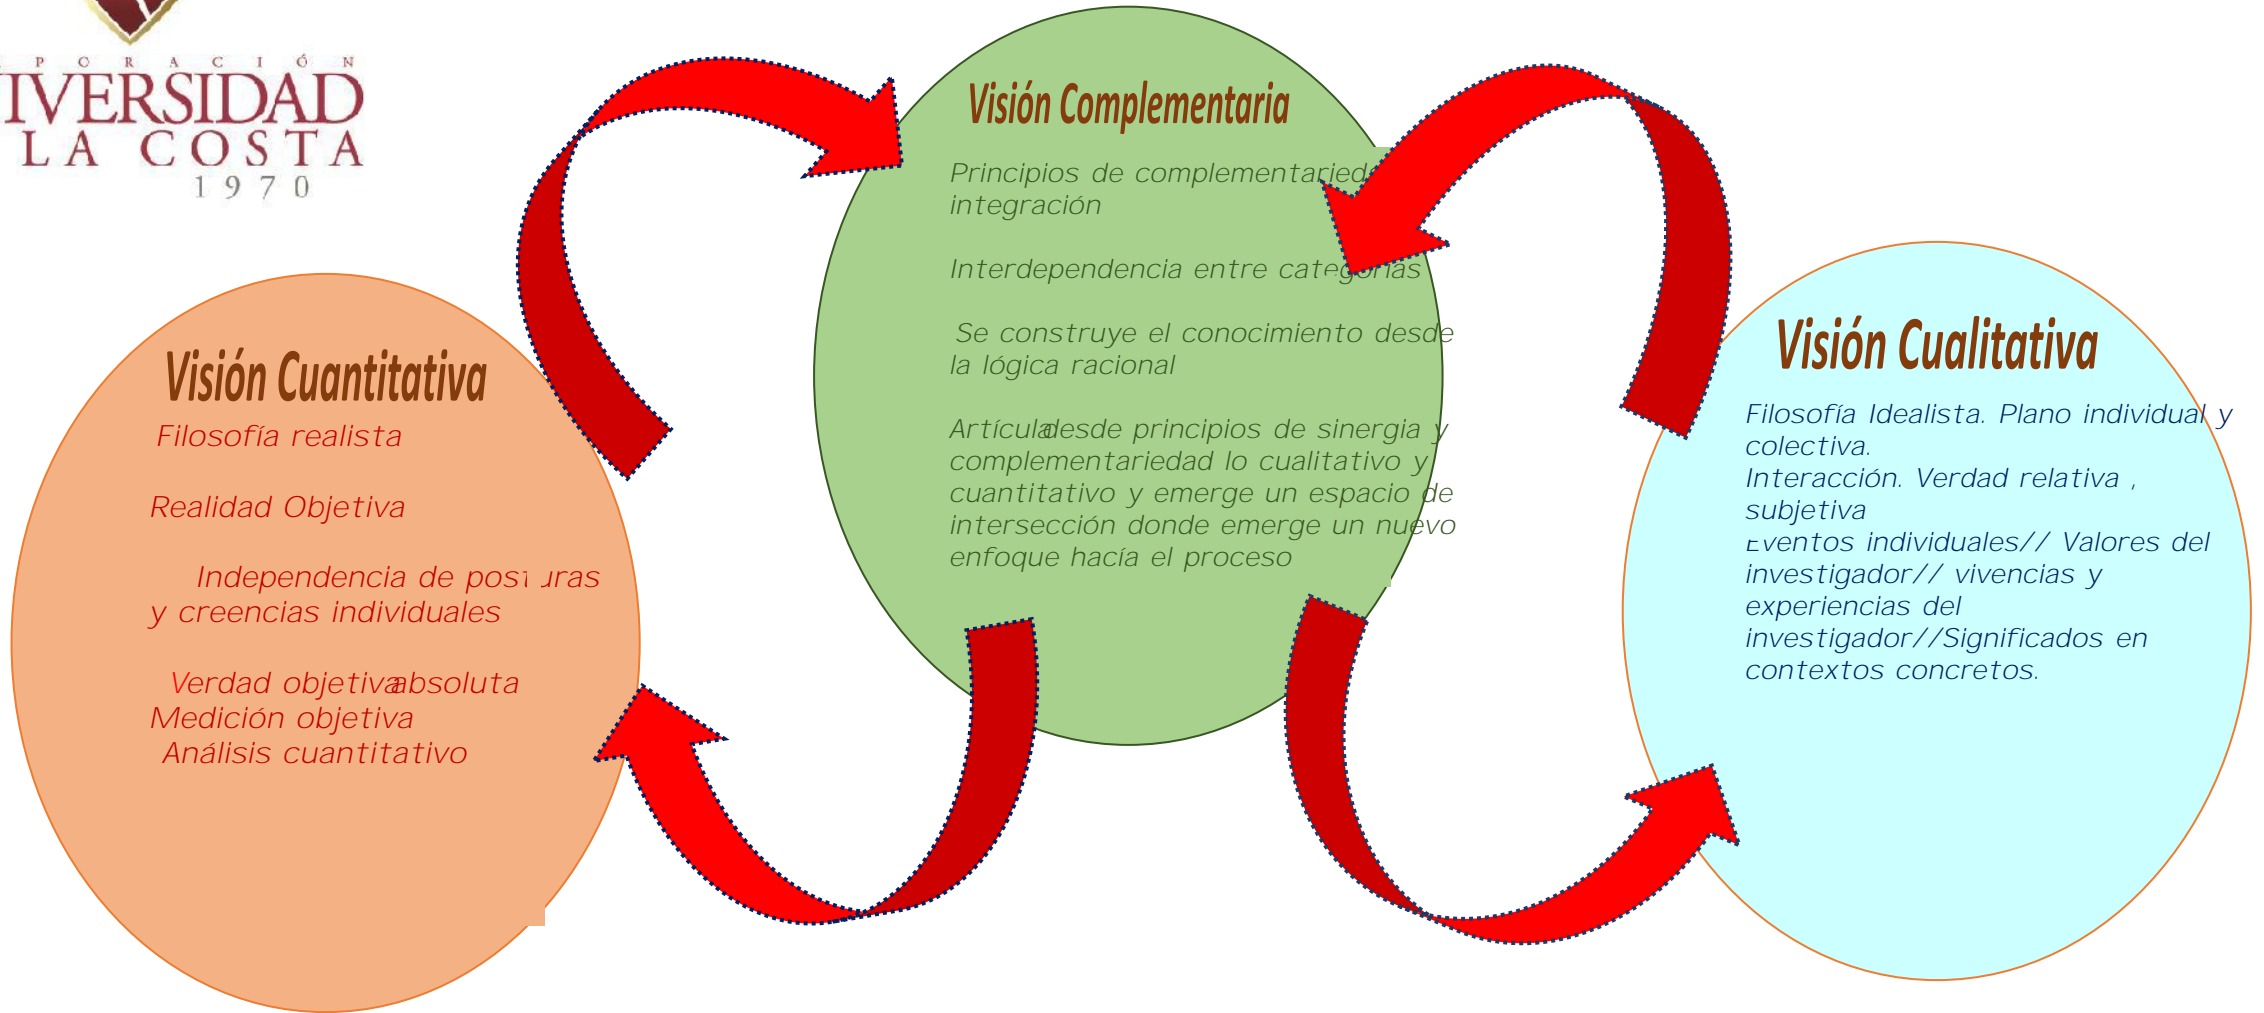 PORACIÓN
IVERSIDAD
LA COSTA
1970
Visión Cuantitativa
Filosofía realista
Realidad Objetiva
Independencia de posturas
y creencias individuales
Verdad objetiva absoluta
Medición objetiva
Análisis cuantitativo
Visión Complementaria
Principios de complementaried
integración
Interdependencia entre categorías
Se construye el conocimiento desde
la lógica racional
Artícula desde principios de sinergia y
complementariedad lo cualitativo y
cuantitativo y emerge un espacio de
intersección donde emerge un nuevo
enfoque hacía el proceso
Visión Cualitativa
Filosofía Idealista. Plano individual y
colectiva.
Interacción. Verdad relativa ,
subjetiva
Eventos individuales// Valores del
investigador// vivencias y
experiencias del
investigador//Significados en
contextos concretos.